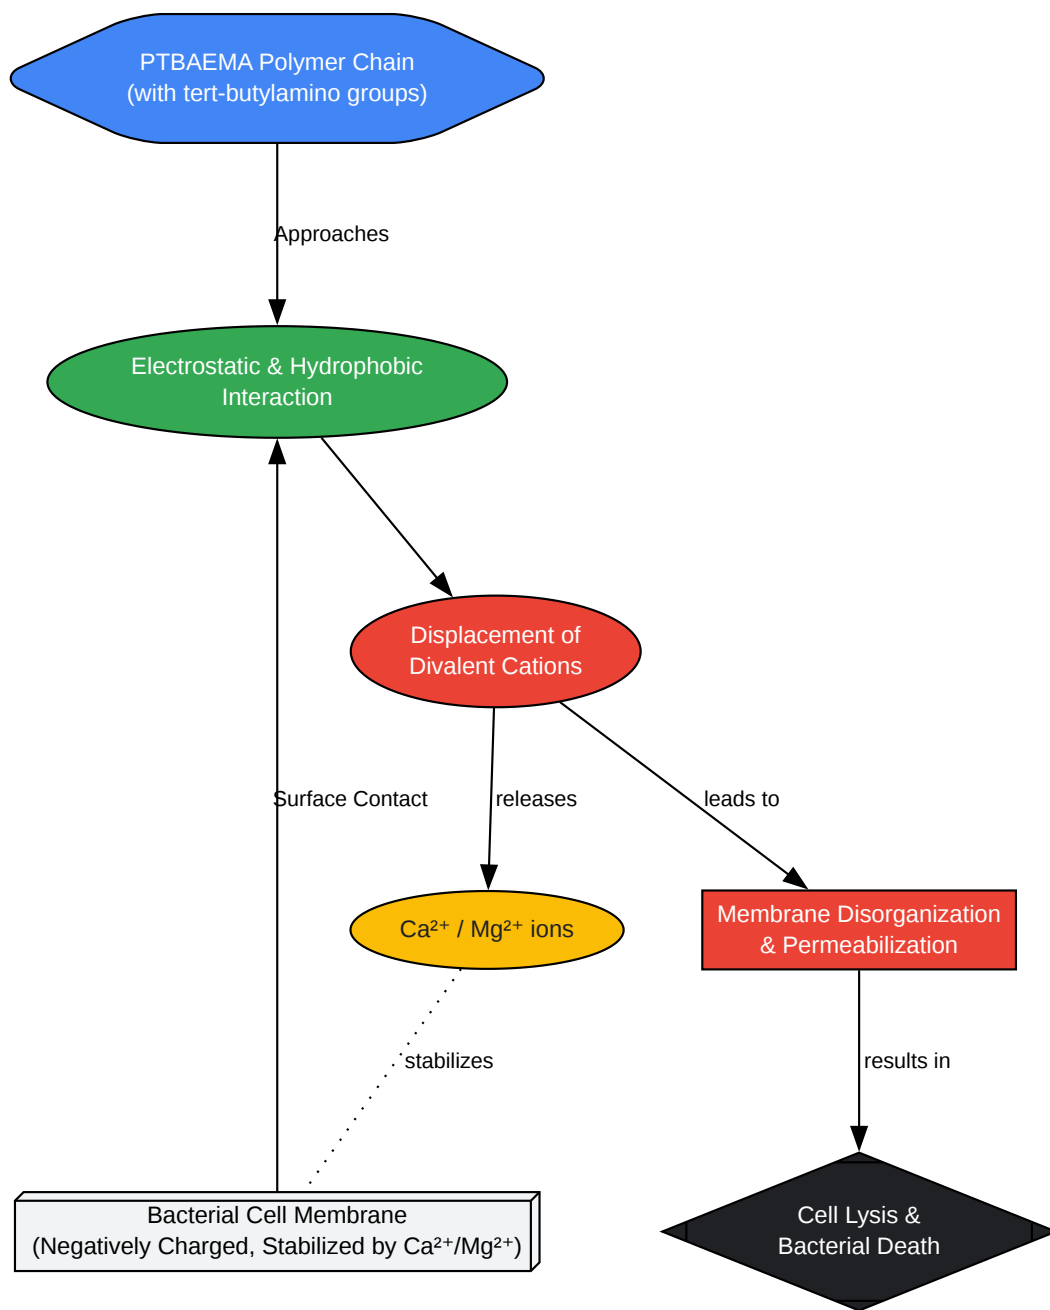 PTBAEMA Polymer Chain
(with tert-butylamino groups)
Approaches
Electrostatic & Hydrophobic
Interaction
Displacement of
Divalent Cations
Surface Contact
releases
leads to
Ca²⁺ / Mg²⁺ ions
Membrane Disorganization
& Permeabilization
stabilizes
results in
Bacterial Cell Membrane
(Negatively Charged, Stabilized by Ca²⁺/Mg²⁺)
Cell Lysis &
Bacterial Death